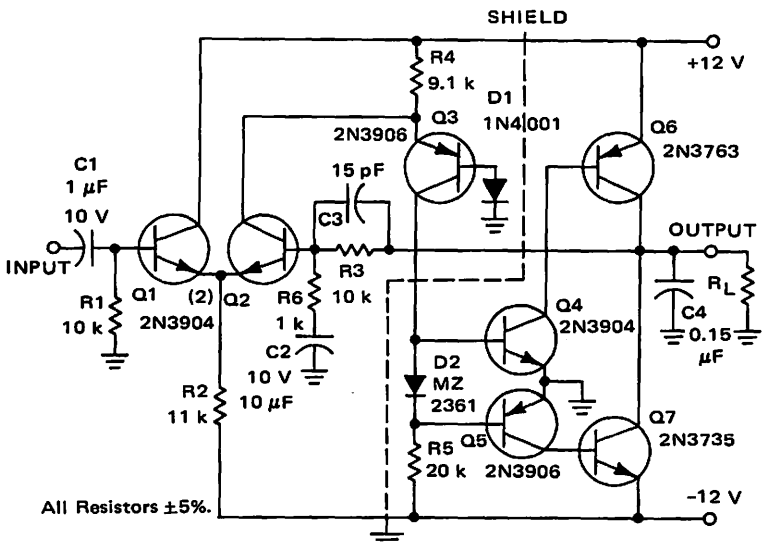 SHIELD
+12 V
R4
9.1 k
D1
1N4001
Q3
2N3906
Q6
2N3763
C1
1 µF
10 V
15 pF
C3
INPUT
OUTPUT
R3
10 k
RL
R1
10 k
Q1
(2)
Q2
2N3904
R6
1 k
C2
10 V
10 µF
Q4
2N3904
C4
0.15
µF
D2
MZ
2361
R2
11 k
Q5
2N3906
Q7
2N3735
R5
20 k
All Resistors ±5%.
-12 V